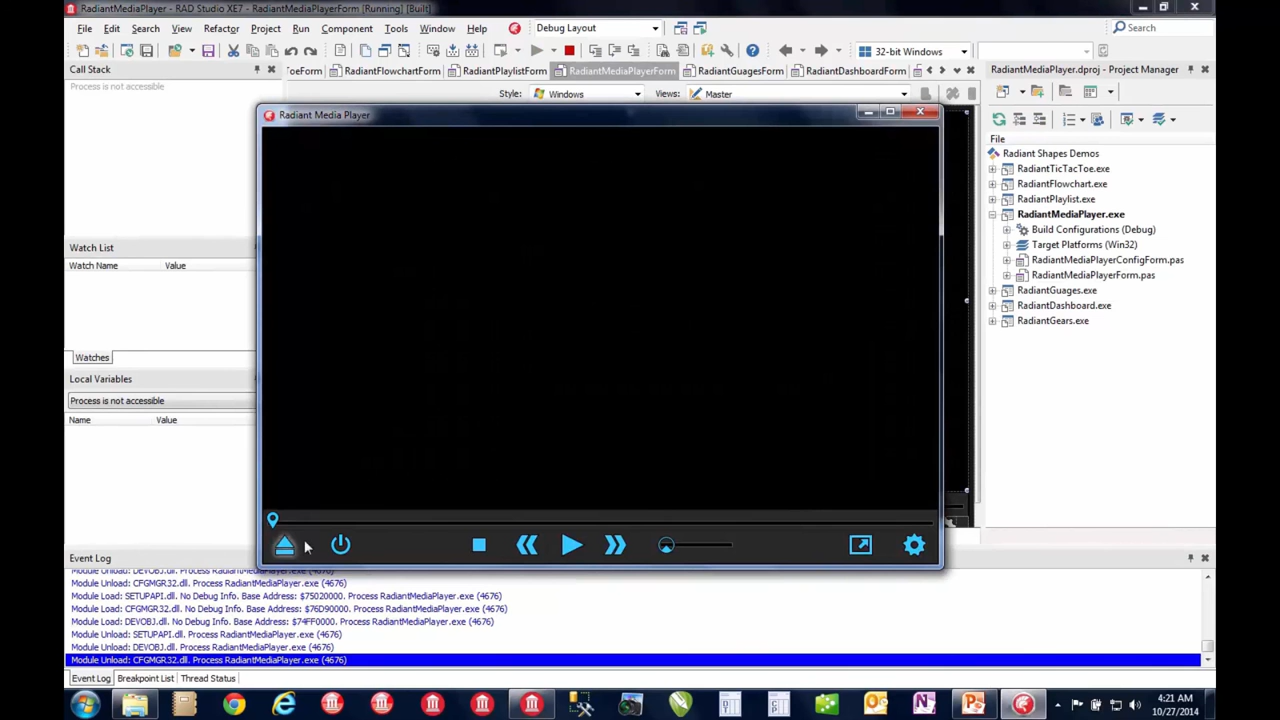 RadiantMediaPlayer - RAD Studio XE7 - RadiantMediaPlayerForm [Running] [Built]
File Edit Search View Refactor Project Run Component Tools Window Help Debug Layout Search
32-bit Windows
Call Stack
Process is not accessible
oeForm RadiantFlowchartForm RadiantPlaylistForm RadiantMediaPlayerForm RadiantGuagesForm RadiantDashboardForm
RadiantMediaPlayer.dproj - Project Manager
Style: Windows Views: Master
Radiant Media Player
File
Radiant Shapes Demos
RadiantTicTacToe.exe
RadiantFlowchart.exe
RadiantPlaylist.exe
RadiantMediaPlayer.exe
Build Configurations (Debug)
Target Platforms (Win32)
RadiantMediaPlayerConfigForm.pas
RadiantMediaPlayerForm.pas
RadiantGuages.exe
RadiantDashboard.exe
RadiantGears.exe
Watch List
Watch Name Value
Watches
Local Variables
Process is not accessible
Name Value
Event Log
Module Unload: DEVOBJ.dll. Process RadiantMediaPlayer.exe (4676)
Module Unload: CFGMGR32.dll. Process RadiantMediaPlayer.exe (4676)
Module Load: SETUPAPI.dll. No Debug Info. Base Address: $75020000. Process RadiantMediaPlayer.exe (4676)
Module Load: CFGMGR32.dll. No Debug Info. Base Address: $76D90000. Process RadiantMediaPlayer.exe (4676)
Module Load: DEVOBJ.dll. No Debug Info. Base Address: $74FF0000. Process RadiantMediaPlayer.exe (4676)
Module Unload: SETUPAPI.dll. Process RadiantMediaPlayer.exe (4676)
Module Unload: DEVOBJ.dll. Process RadiantMediaPlayer.exe (4676)
Module Unload: CFGMGR32.dll. Process RadiantMediaPlayer.exe (4676)
Event Log Breakpoint List Thread Status
4:21 AM
10/27/2014